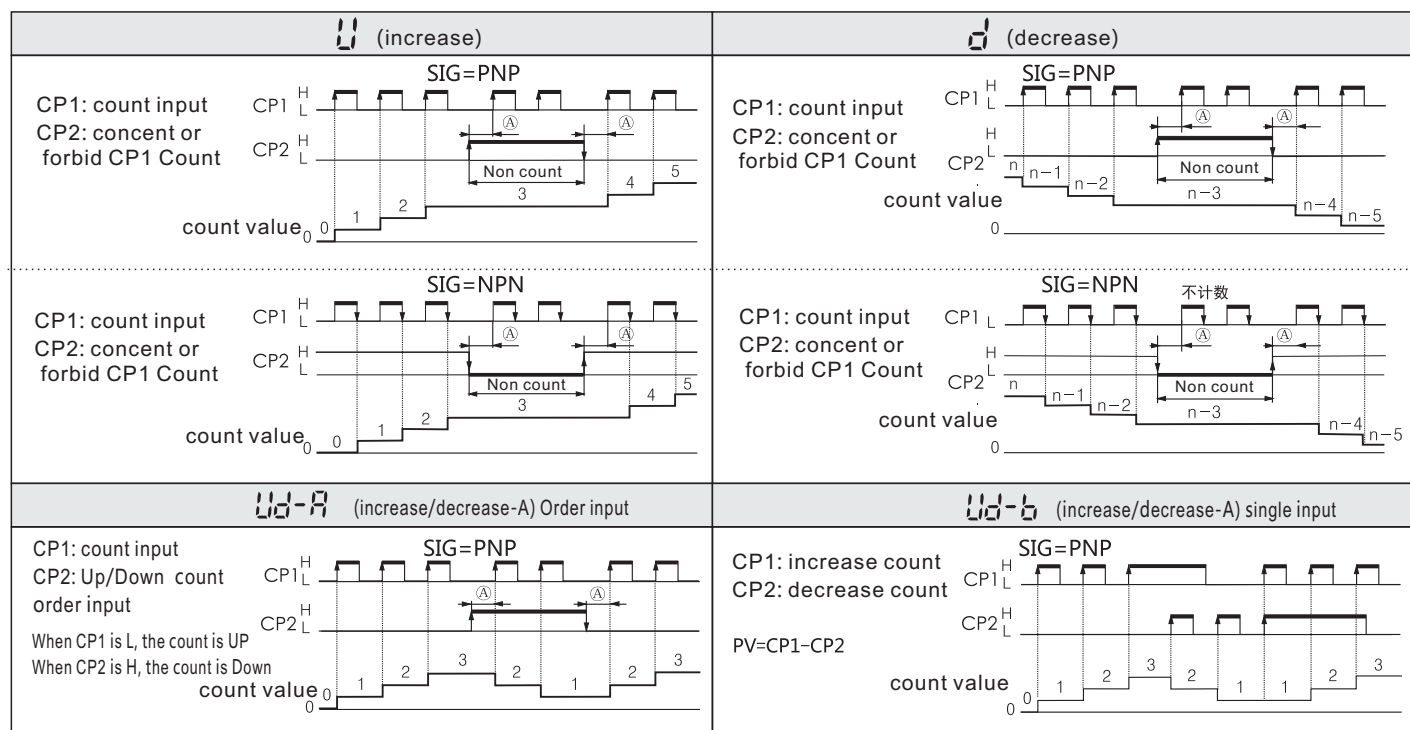 U (increase)
SIG=PNP
CP1: count input
CP2: concent or
forbid CP1 Count
CP1 H
L
Ⓐ Ⓐ
CP2 H
L
Non count
0 1 2 3 4 5
count value
0
SIG=NPN
CP1: count input
CP2: concent or
forbid CP1 Count
CP1 H
L
Ⓐ Ⓐ
CP2 H
L
Non count
0 1 2 3 4 5
count value
0
d (decrease)
SIG=PNP
CP1: count input
CP2: concent or
forbid CP1 Count
CP1 H
L
Ⓐ Ⓐ
H
L
CP2
Non count
n n-1 n-2 n-3 n-4 n-5
count value
0
SIG=NPN
不计数
CP1: count input
CP2: concent or
forbid CP1 Count
CP1 L
Ⓐ Ⓐ
H
L
CP2
Non count
n n-1 n-2 n-3 n-4 n-5
count value
0
Ud-A (increase/decrease-A) Order input
SIG=PNP
CP1: count input
CP2: Up/Down count
order input
When CP1 is L, the count is UP
When CP2 is H, the count is Down
CP1 H
L
Ⓐ Ⓐ
CP2 H
L
0 1 2 3 2 1 2 3
count value
0
Ud-b (increase/decrease-A) single input
SIG=PNP
CP1: increase count
CP2: decrease count
PV=CP1-CP2
CP1 H
L
CP2 H
L
0 1 2 3 2 1 1 2 3
count value
0